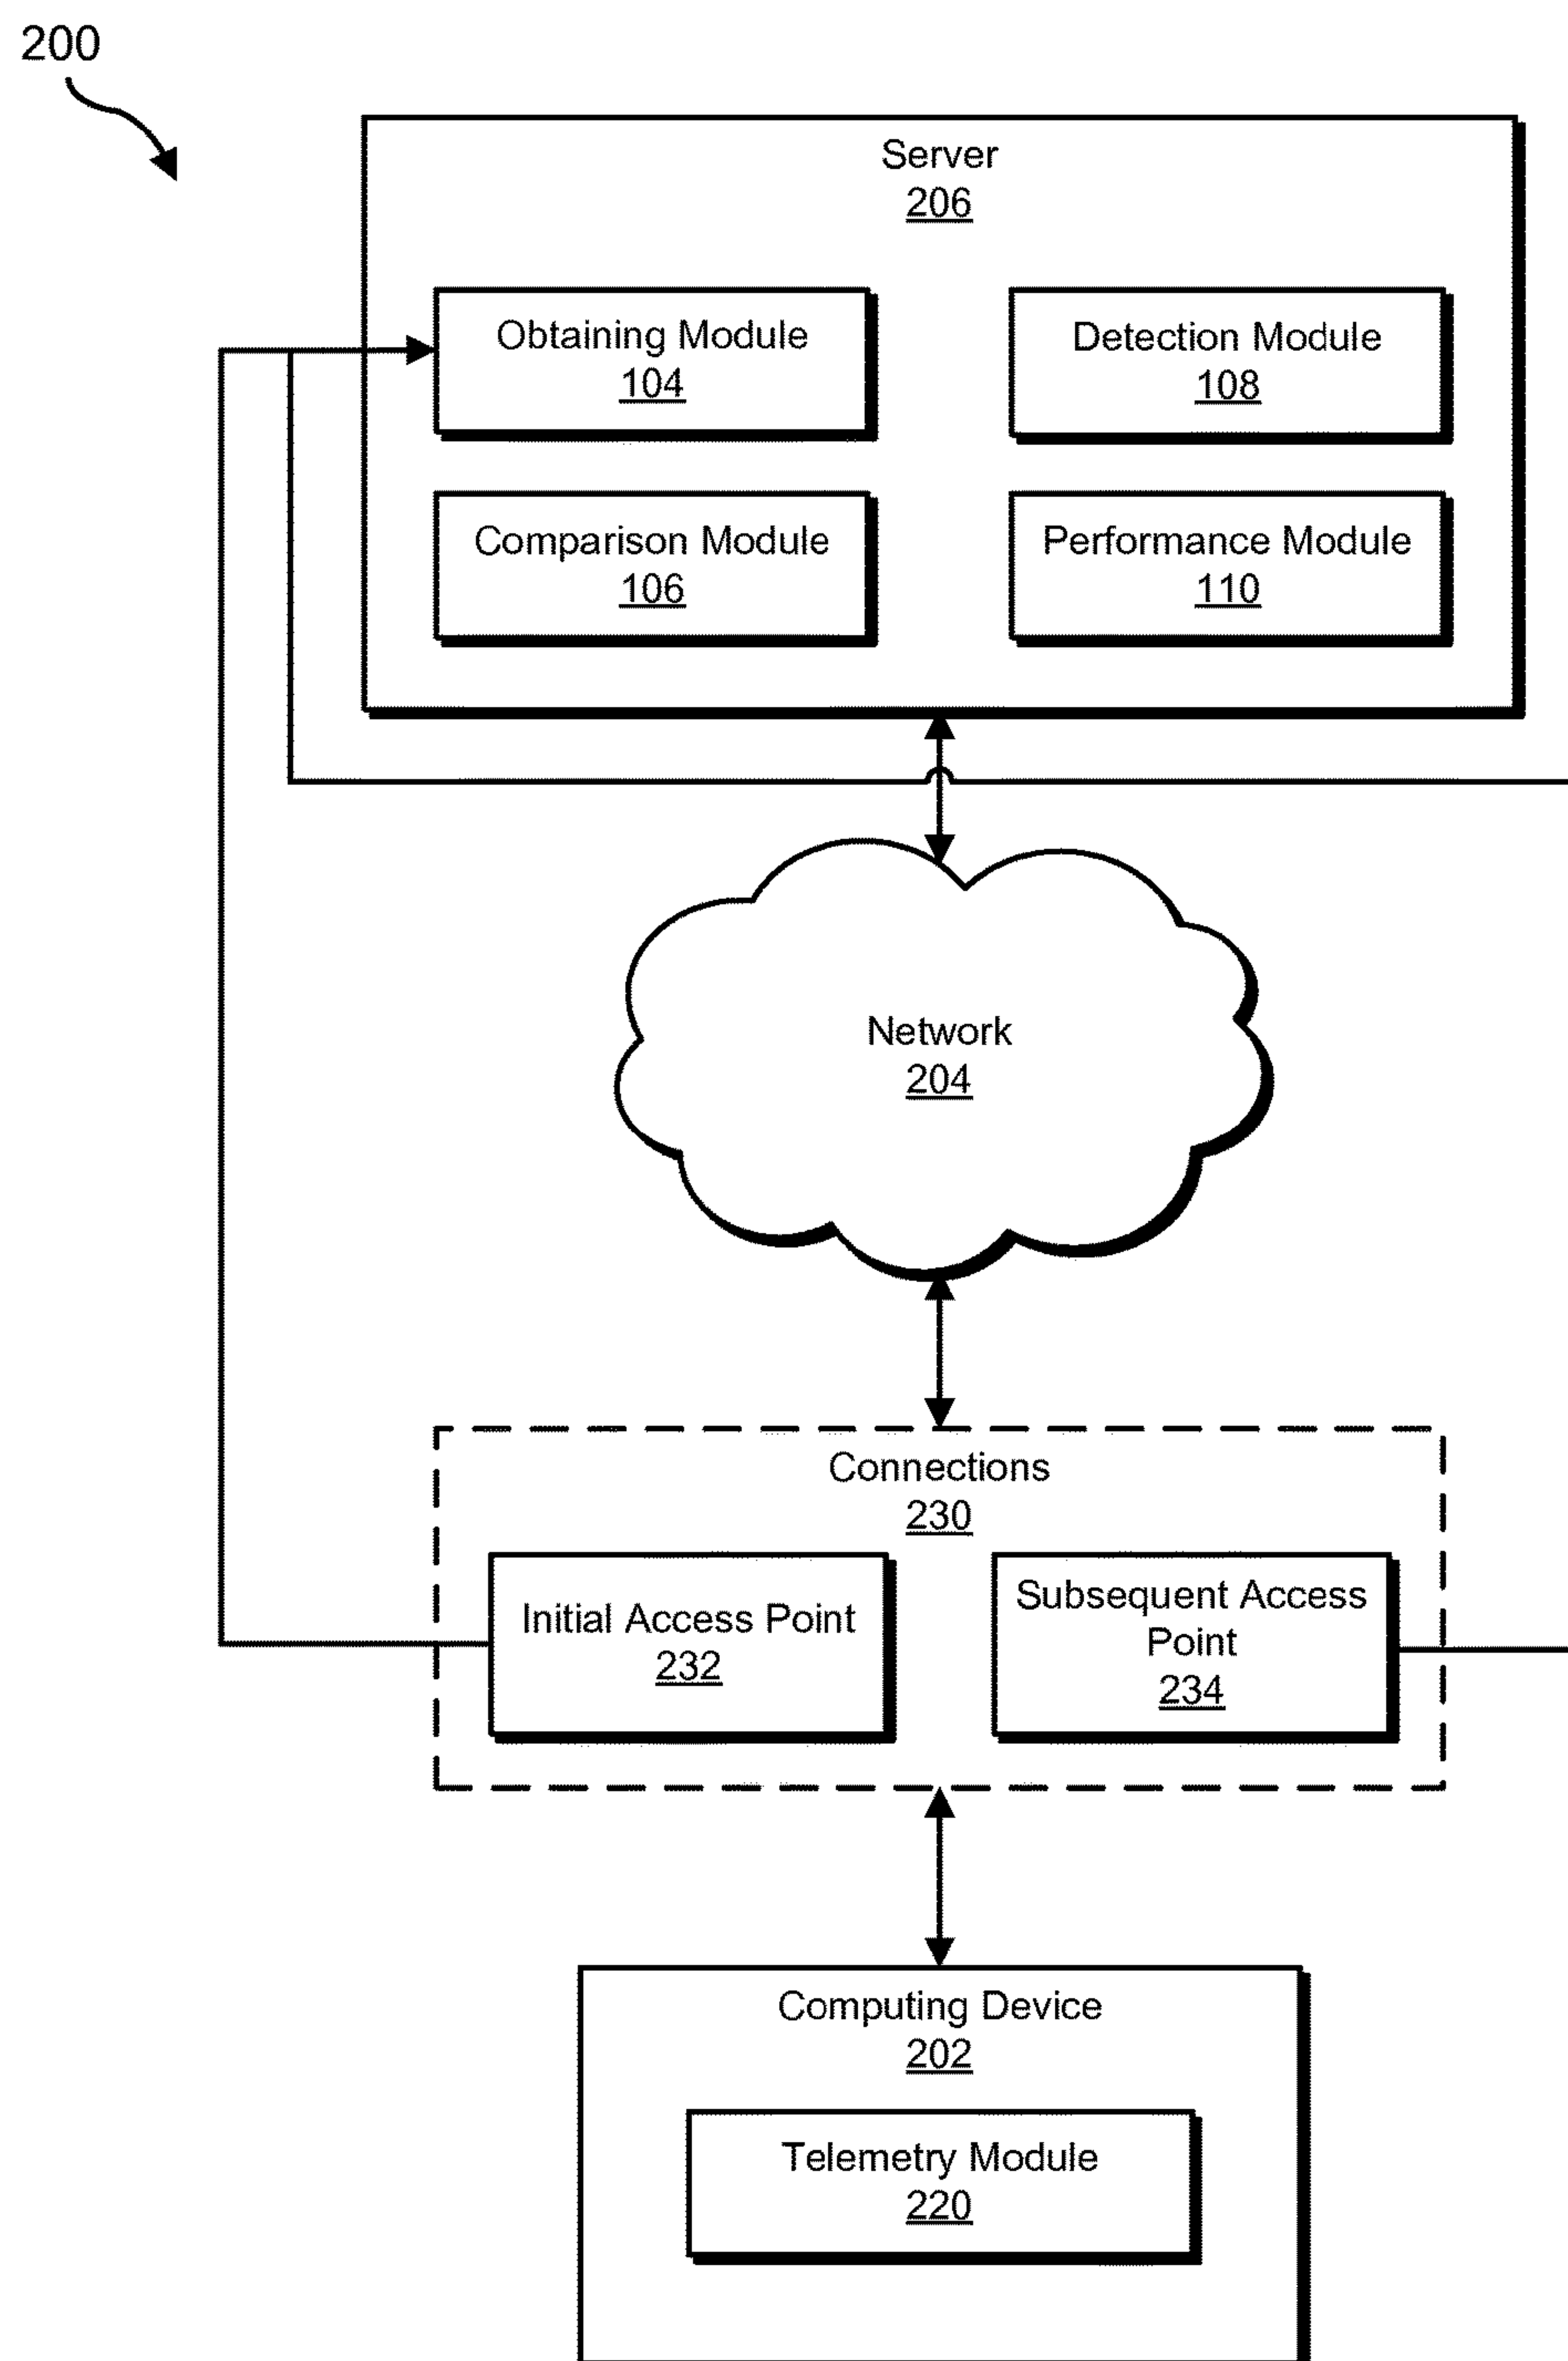 200
Server
206
Obtaining Module
104
Detection Module
108
Comparison Module
106
Performance Module
110
Network
204
Connections
230
Initial Access Point
232
Subsequent Access
Point
234
Computing Device
202
Telemetry Module
220